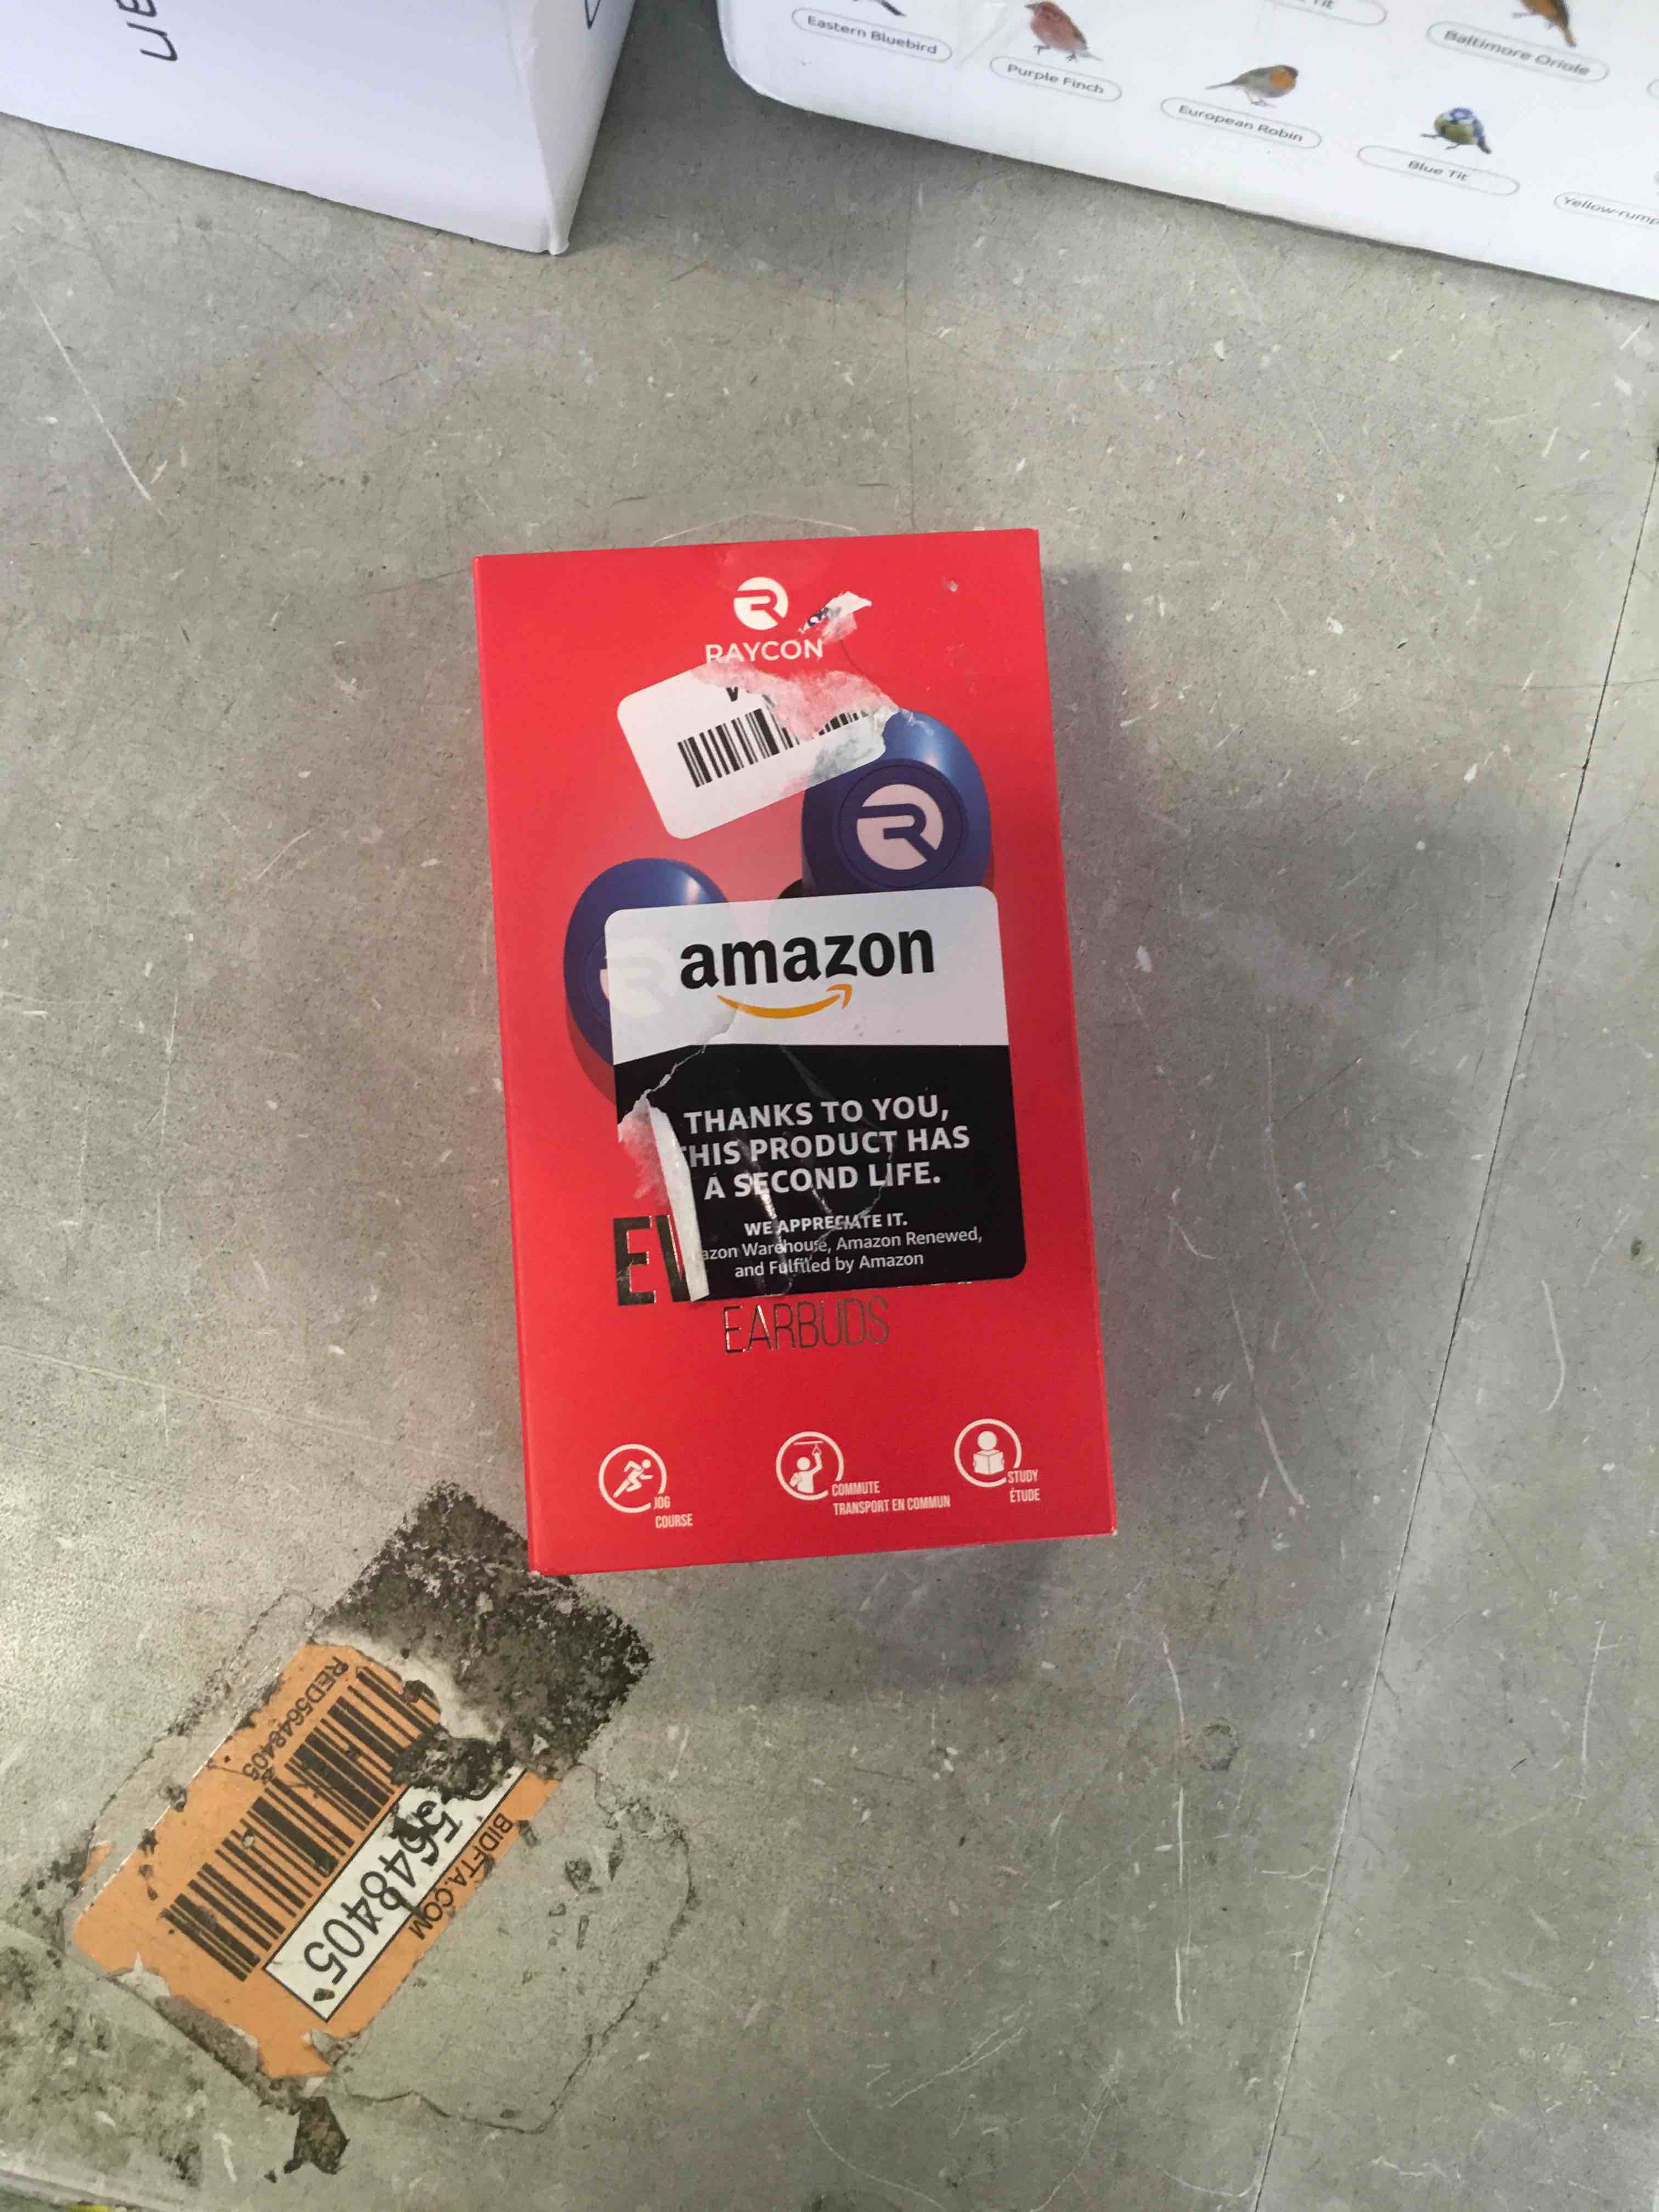 Eastern Bluebird
Purple Finch
European Robin
Baltimore Oriole
Blue Tit
RAYCON
amazon
THANKS TO YOU,
THIS PRODUCT HAS
A SECOND LIFE.
WE APPRECIATE IT.
azon Warehouse, Amazon Renewed,
and Fulfilled by Amazon
EARBUDS
JOG
COURSE
COMMUTE
TRANSPORT EN COMMUN
STUDY
ÉTUDE
RED5648405
5648405
BIDFTA.COM